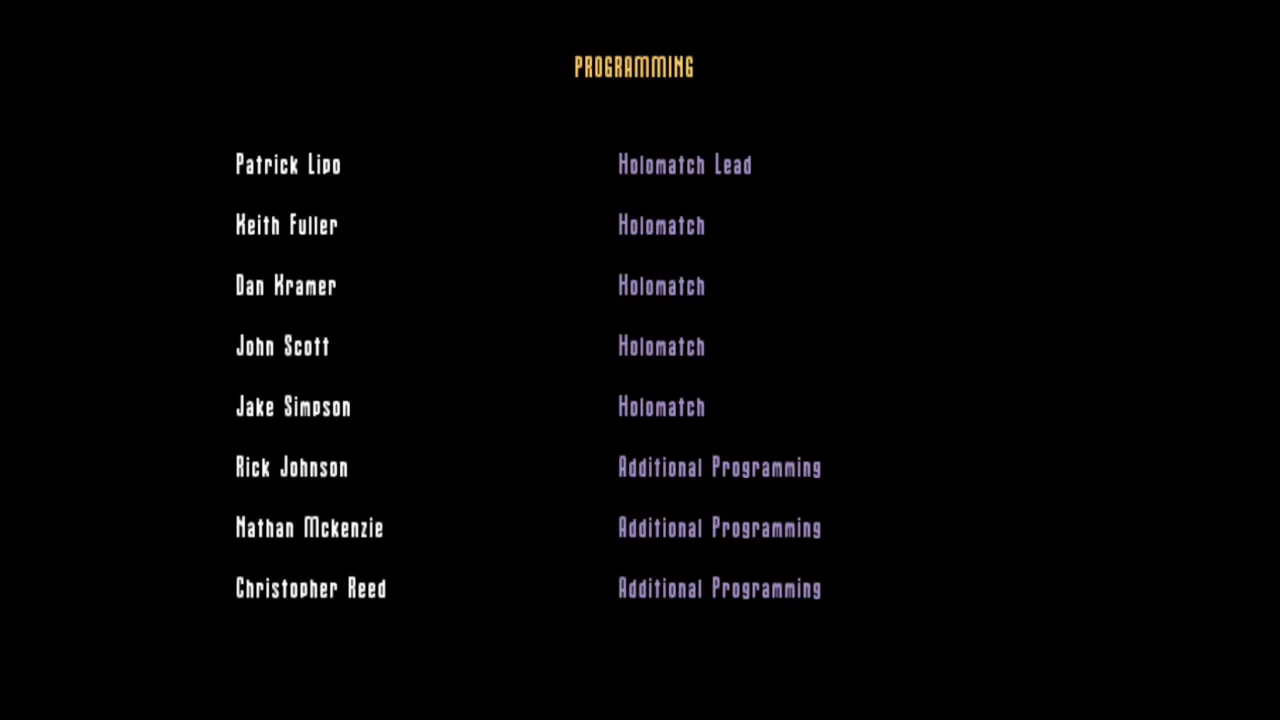 PROGRAMMING
Patrick Lipo Holomatch Lead
Keith Fuller Holomatch
Dan Kramer Holomatch
John Scott Holomatch
Jake Simpson Holomatch
Rick Johnson Additional Programming
Nathan Mckenzie Additional Programming
Christopher Reed Additional Programming